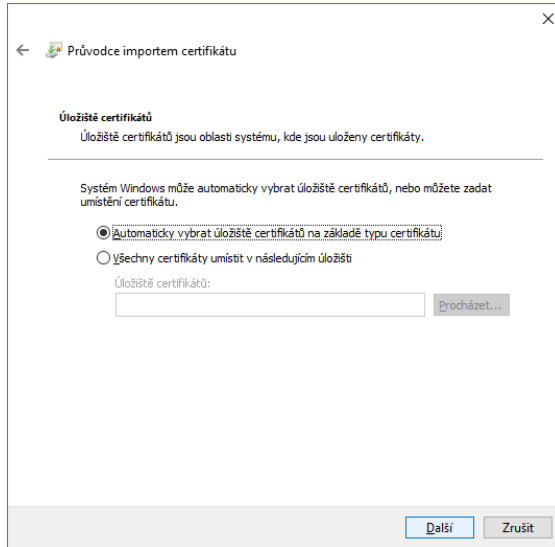 Průvodce importem certifikátu
Úložiště certifikátů
Úložiště certifikátů jsou oblasti systému, kde jsou uloženy certifikáty.
Systém Windows může automaticky vybrat úložiště certifikátů, nebo můžete zadat
umístění certifikátu.
Automaticky vybrat úložiště certifikátů na základě typu certifikátu
Všechny certifikáty umístit v následujícím úložišti
Úložiště certifikátů:
Procházet...
Další
Zrušit